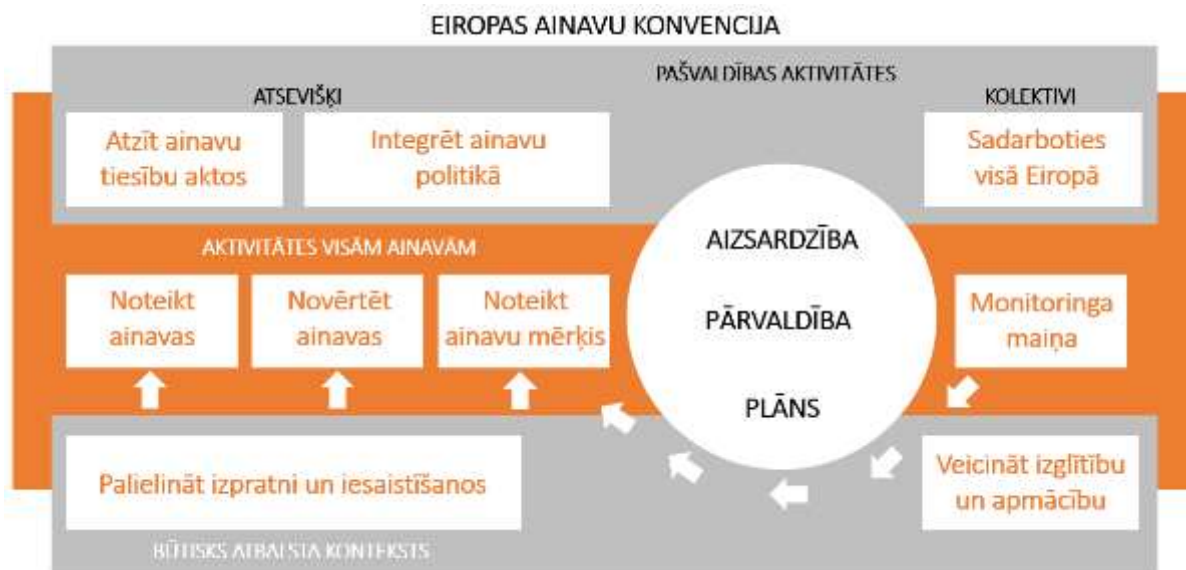 EIROPAS AINAVU KONVENCIJA
PAŠVALDĪBAS AKTIVITĀTES
ATSEVIŠĶI
KOLEKTIVI
Atzīt ainavu
tiesību aktos
Integrēt ainavu
politikā
Sadarboties
visā Eiropā
AKTIVITĀTES VISĀM AINAVĀM
AIZSARDZĪBA
PĀRVALDĪBA
PLĀNS
Noteikt
ainavas
Novērtēt
ainavas
Noteikt
ainavu mērķis
Monitoringa
maiņa
Palielināt izpratni un iesaistīšanos
Veicināt izglītību
un apmācību
BŪTISKS ATBALSTA KONTEKSTS